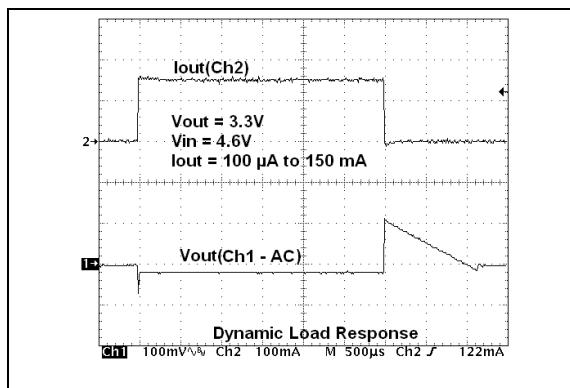 Iout(Ch2)
Vout = 3.3V
Vin = 4.6V
Iout = 100 µA to 150 mA
2
Vout(Ch1 - AC)
1
Dynamic Load Response
Ch1 100mV Ch2 100mA M 500µs Ch2 122mA